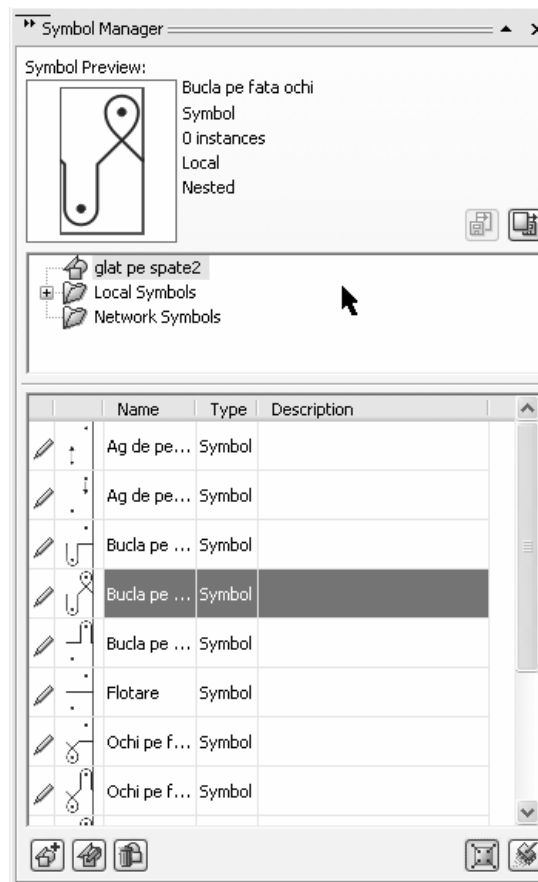 Symbol Manager
Symbol Preview:
Bucla pe fata ochi
Symbol
0 instances
Local
Nested
glat pe spate2
Local Symbols
Network Symbols
Name Type Description
Ag de pe... Symbol
Ag de pe... Symbol
Bucla pe ... Symbol
Bucla pe ... Symbol
Bucla pe ... Symbol
Flotare Symbol
Ochi pe f... Symbol
Ochi pe f... Symbol